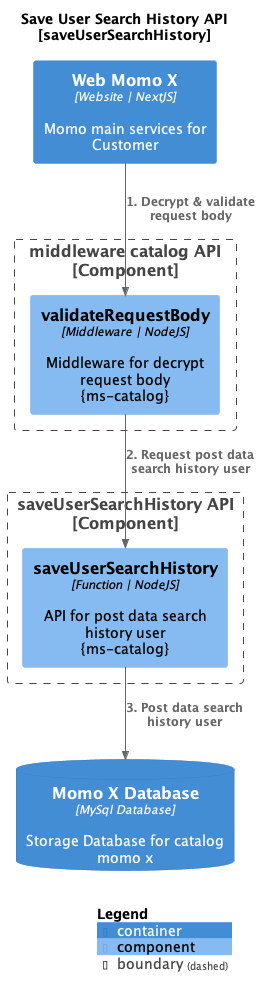 Save User Search History API
[saveUserSearchHistory]
Web Momo X
[Website | NextJS]
Momo main services for
Customer
1. Decrypt & validate
request body
middleware catalog API
[Component]
validateRequestBody
[Middleware | NodeJS]
Middleware for decrypt
request body
{ms-catalog}
2. Request post data
search history user
saveUserSearchHistory API
[Component]
saveUserSearchHistory
[Function | NodeJS]
API for post data search
history user
{ms-catalog}
3. Post data search
history user
Momo X Database
[MySql Database]
Storage Database for catalog
momo x
Legend
container
component
boundary (dashed)